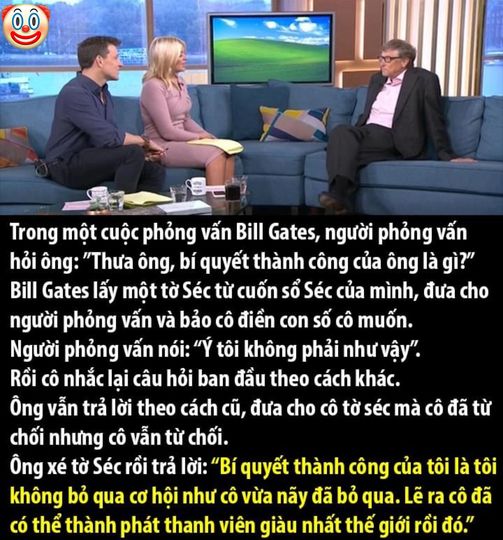 Trong một cuộc phỏng vấn Bill Gates, người phỏng vấn
hỏi ông: "Thưa ông, bí quyết thành công của ông là gì?"
Bill Gates lấy một tờ Séc từ cuốn sổ Séc của mình, đưa cho
người phỏng vấn và bảo cô điền con số cô muốn.
Người phỏng vấn nói: "Ý tôi không phải như vậy".
Rồi cô nhắc lại câu hỏi ban đầu theo cách khác.
Ông vẫn trả lời theo cách cũ, đưa cho cô tờ séc mà cô đã từ
chối nhưng cô vẫn từ chối.
Ông xé tờ Séc rồi trả lời: "Bí quyết thành công của tôi là tôi
không bỏ qua cơ hội như cô vừa nãy đã bỏ qua. Lẽ ra cô đã
có thể thành phát thanh viên giàu nhất thế giới rồi đó."